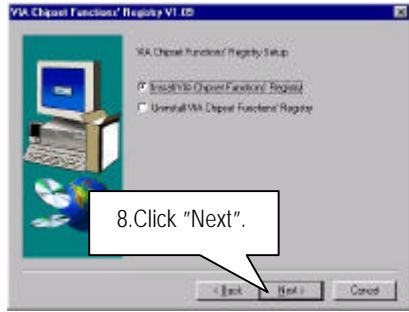 VIA Chipset Functions' Registry V1.05
VIA Chipset Functions' Registry Setup
Install VIA Chipset Functions' Registry
Uninstall VIA Chipset Functions' Registry
8.Click "Next".
< Back
Next >
Cancel